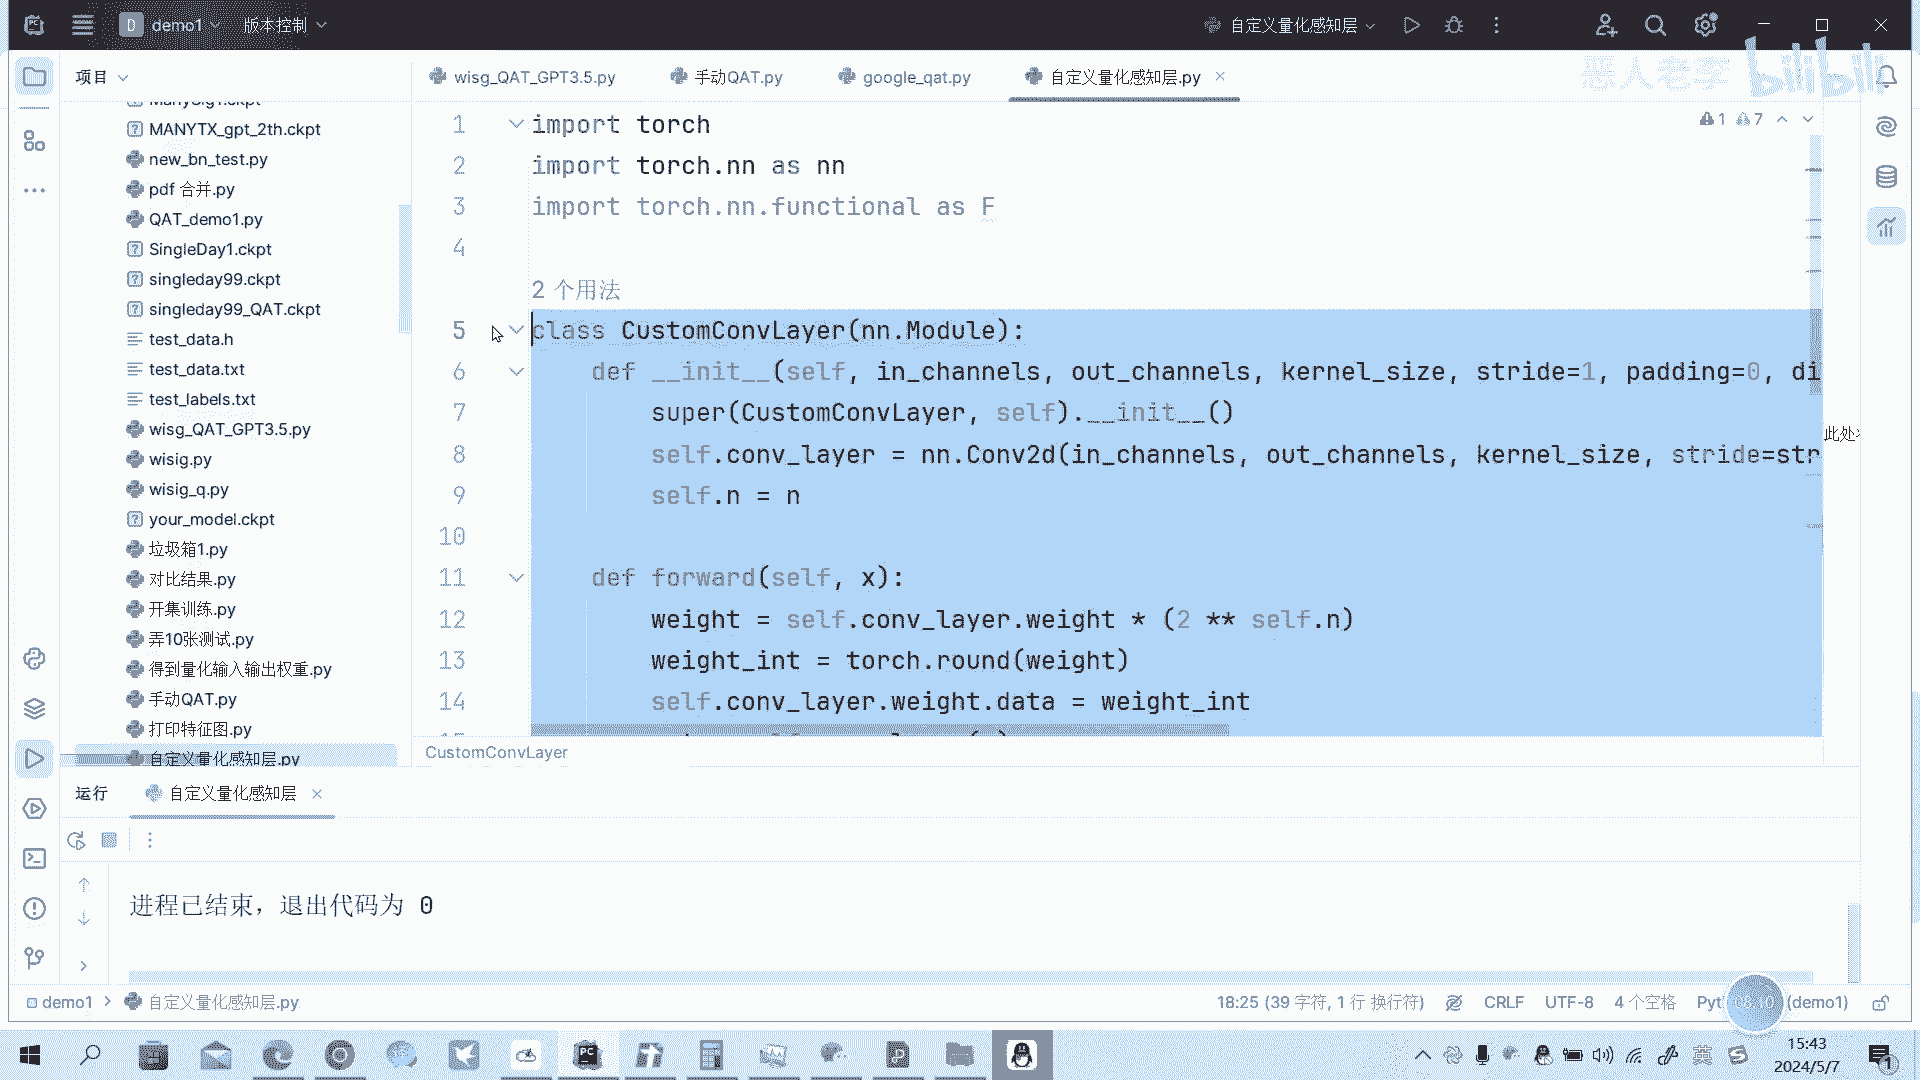 PC
D demo1
版本控制
自定义量化感知层
恶人老李 bilibili
项目
wisg_QAT_GPT3.5.py
手动QAT.py
google_qat.py
自定义量化感知层.py
MANYTX_gpt_2th.ckpt
new_bn_test.py
pdf 合并.py
QAT_demo1.py
SingleDay1.ckpt
singleday99.ckpt
singleday99_QAT.ckpt
test_data.h
test_data.txt
test_labels.txt
wisg_QAT_GPT3.5.py
wisig.py
wisig_q.py
your_model.ckpt
垃圾箱1.py
对比结果.py
开集训练.py
弄10张测试.py
得到量化输入输出权重.py
手动QAT.py
打印特征图.py
自定义量化感知层.py
1 import torch
2 import torch.nn as nn
3 import torch.nn.functional as F
4
2 个用法
5 class CustomConvLayer(nn.Module):
6 def __init__(self, in_channels, out_channels, kernel_size, stride=1, padding=0, di
7 super(CustomConvLayer, self).__init__()
8 self.conv_layer = nn.Conv2d(in_channels, out_channels, kernel_size, stride=str
9 self.n = n
10
11 def forward(self, x):
12 weight = self.conv_layer.weight * (2 ** self.n)
13 weight_int = torch.round(weight)
14 self.conv_layer.weight.data = weight_int
1 7
此处
CustomConvLayer
运行
自定义量化感知层
进程已结束，退出代码为 0
demo1
自定义量化感知层.py
18:25 (39 字符, 1 行 换行符)
CRLF
UTF-8
4 个空格
(demo1)
PC
英
15:43
2024/5/7
1